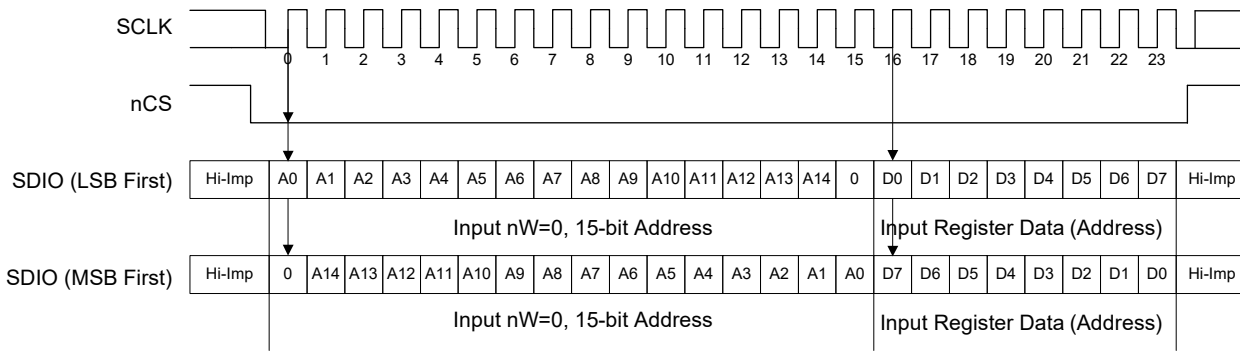 SCLK
0 1 2 3 4 5 6 7 8 9 10 11 12 13 14 15 16 17 18 19 20 21 22 23
nCS
SDIO (LSB First) Hi-Imp A0 A1 A2 A3 A4 A5 A6 A7 A8 A9 A10 A11 A12 A13 A14 0 D0 D1 D2 D3 D4 D5 D6 D7 Hi-Imp
Input nW=0, 15-bit Address Input Register Data (Address)
SDIO (MSB First) Hi-Imp 0 A14 A13 A12 A11 A10 A9 A8 A7 A6 A5 A4 A3 A2 A1 A0 D7 D6 D5 D4 D3 D2 D1 D0 Hi-Imp
Input nW=0, 15-bit Address Input Register Data (Address)